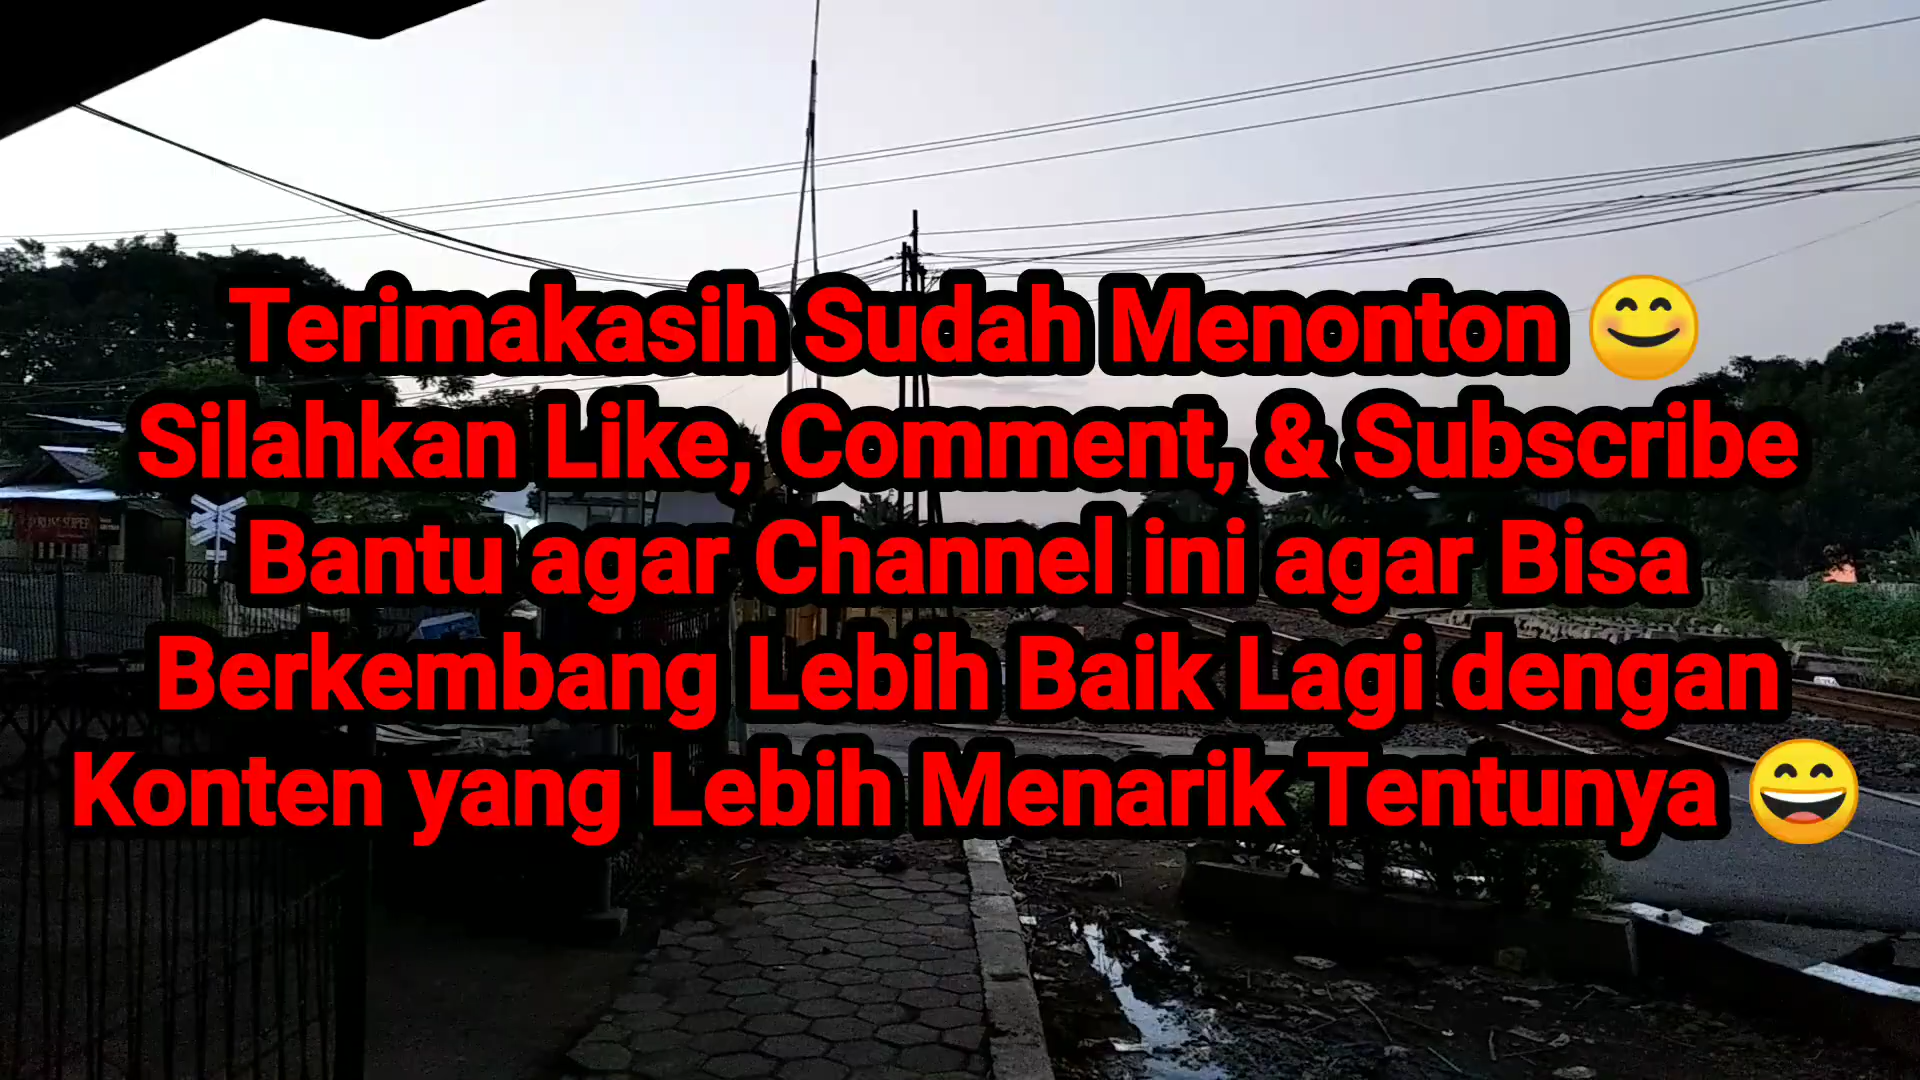 Terimakasih Sudah Menonton 😊
Silahkan Like, Comment, & Subscribe
Bantu agar Channel ini agar Bisa
Berkembang Lebih Baik Lagi dengan
Konten yang Lebih Menarik Tentunya 😄